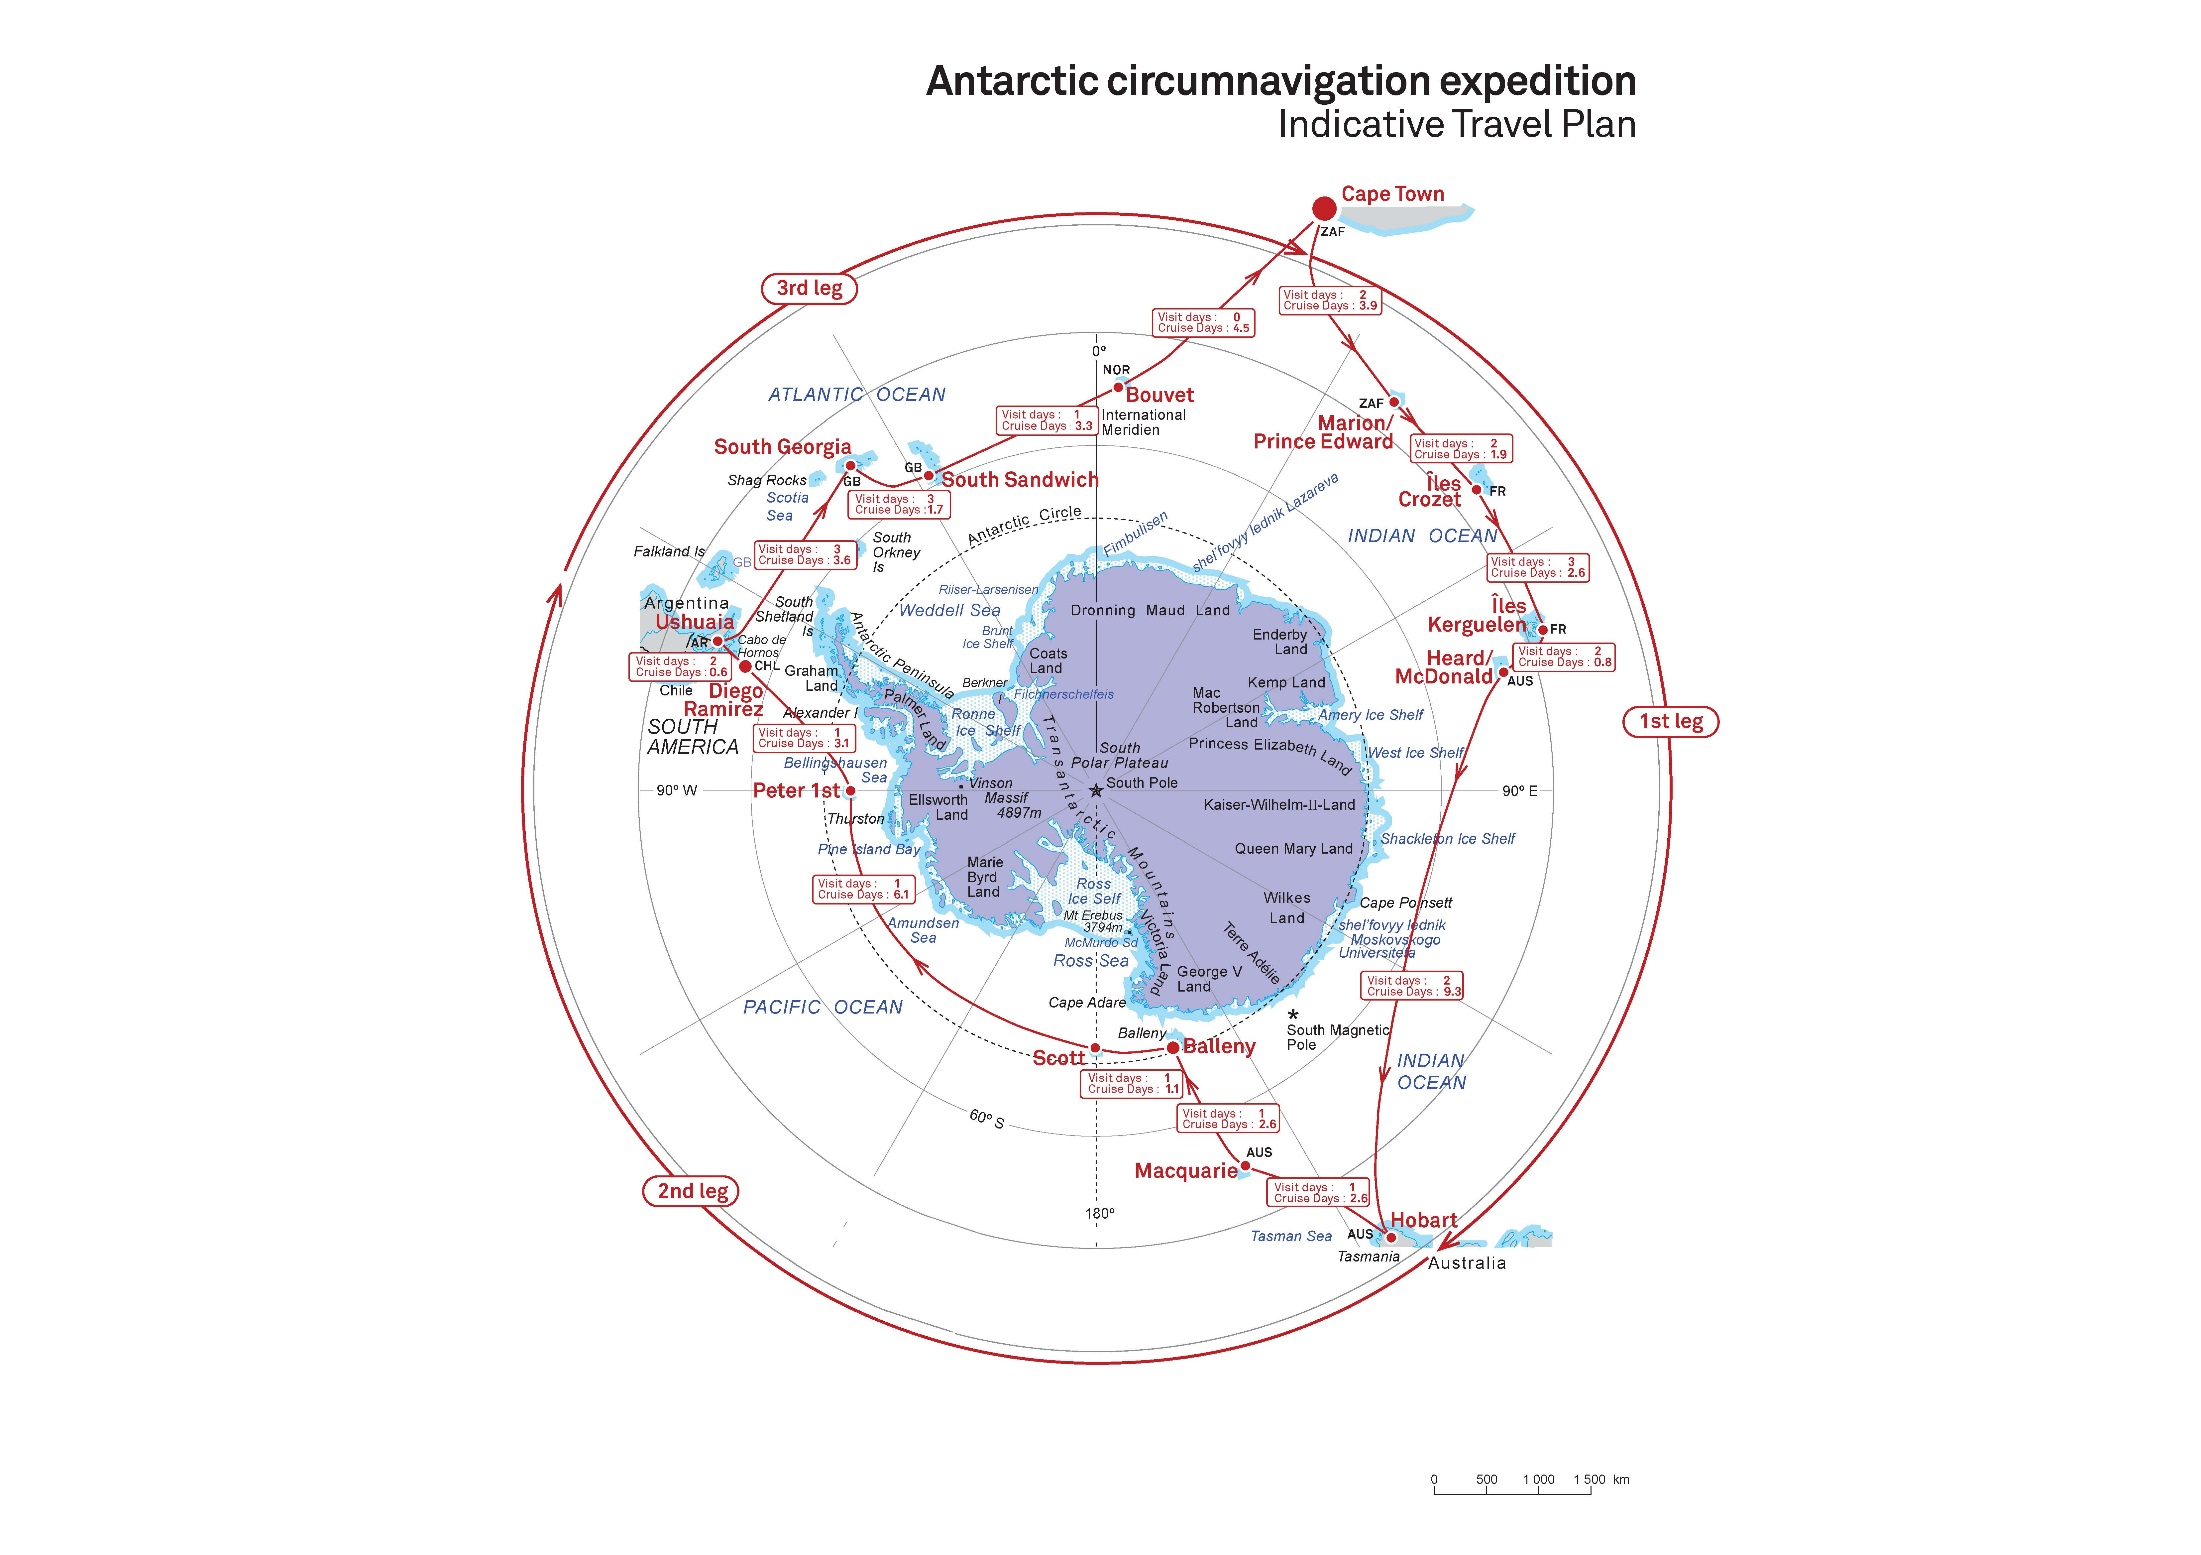 Antarctic circumnavigation expedition
Indicative Travel Plan
Cape Town
ZAF
3rd leg
Visit days : 2
Cruise Days : 3.9
Visit days : 0
Cruise Days : 4.5
0º
NOR
Bouvet
International
Meridien
ATLANTIC OCEAN
ZAF
Marion/
Prince Edward
Visit days : 1
Cruise Days : 3.3
South Georgia
GB
GB
South Sandwich
Visit days : 2
Cruise Days : 1.9
Shag Rocks
Scotia
Sea
Visit days : 3
Cruise Days : 1.7
Îles
Crozet
FR
Antarctic Circle
Fimbulisen
shel'fovyy lednik Lazareva
INDIAN OCEAN
Falkland Is
GB
Visit days : 3
Cruise Days : 3.6
South
Orkney
Is
Visit days : 3
Cruise Days : 2.6
Riiser-Larsenisen
Weddell Sea
Dronning Maud Land
Argentina
Ushuaia
AR
South
Shetland
Is
Antarctic Peninsula
Brunt
Ice Shelf
Coats
Land
Enderby
Land
Îles
Kerguelen
FR
Cabo de
Hornos
CHL
Visit days : 2
Cruise Days : 0.6
Chile
Diego
Ramirez
Graham
Land
Palmer Land
Berkner
I
Filchnerschelfeis
Mac
Robertson
Land
Kemp Land
Visit days : 2
Cruise Days : 0.8
Heard/
McDonald
AUS
SOUTH
AMERICA
Alexander I
Ronne
Ice Shelf
Amery Ice Shelf
1st leg
Visit days : 1
Cruise Days : 3.1
Transantarctic Mountains
South
Polar Plateau
Princess Elizabeth Land
West Ice Shelf
Bellingshausen
Sea
90º W
Peter 1st
Vinson
Massif
4897m
South Pole
90º E
Ellsworth
Land
Kaiser-Wilhelm-II-Land
Thurston
Pine Island Bay
Shackleton Ice Shelf
Queen Mary Land
Marie
Byrd
Land
Ross
Ice Self
Visit days : 1
Cruise Days : 6.1
Wilkes
Land
Cape Poinsett
Mt Erebus
3794m
Amundsen
Sea
McMurdo Sd
Victoria Land
Terre Adélie
shel'fovyy lednik
Moskovskogo
Universiteta
Ross Sea
George V
Land
Visit days : 2
Cruise Days : 9.3
PACIFIC OCEAN
Cape Adare
South Magnetic
Pole
Balleny
Scott
Balleny
INDIAN
OCEAN
Visit days : 1
Cruise Days : 1.1
60º S
Visit days : 1
Cruise Days : 2.6
AUS
Macquarie
Visit days : 1
Cruise Days : 2.6
2nd leg
180º
Hobart
Tasman Sea
AUS
Tasmania
Australia
0 500 1 000 1 500 km